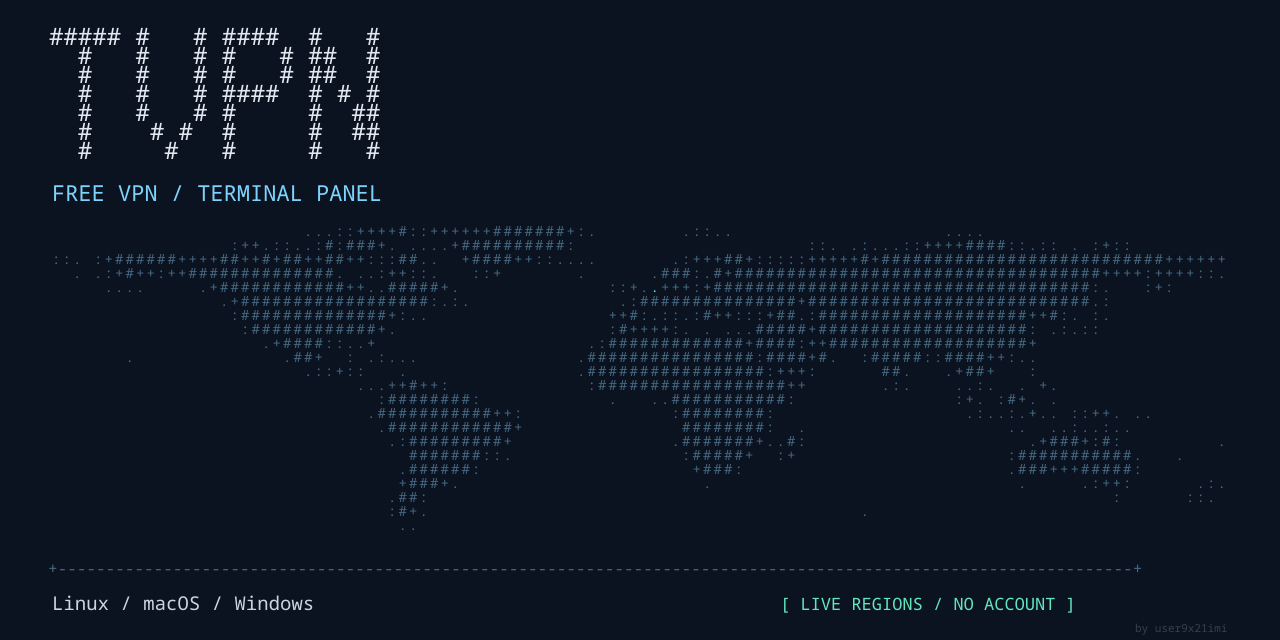 TVPN
FREE VPN / TERMINAL PANEL
Linux / macOS / Windows
[ LIVE REGIONS / NO ACCOUNT ]
by user9x21imi